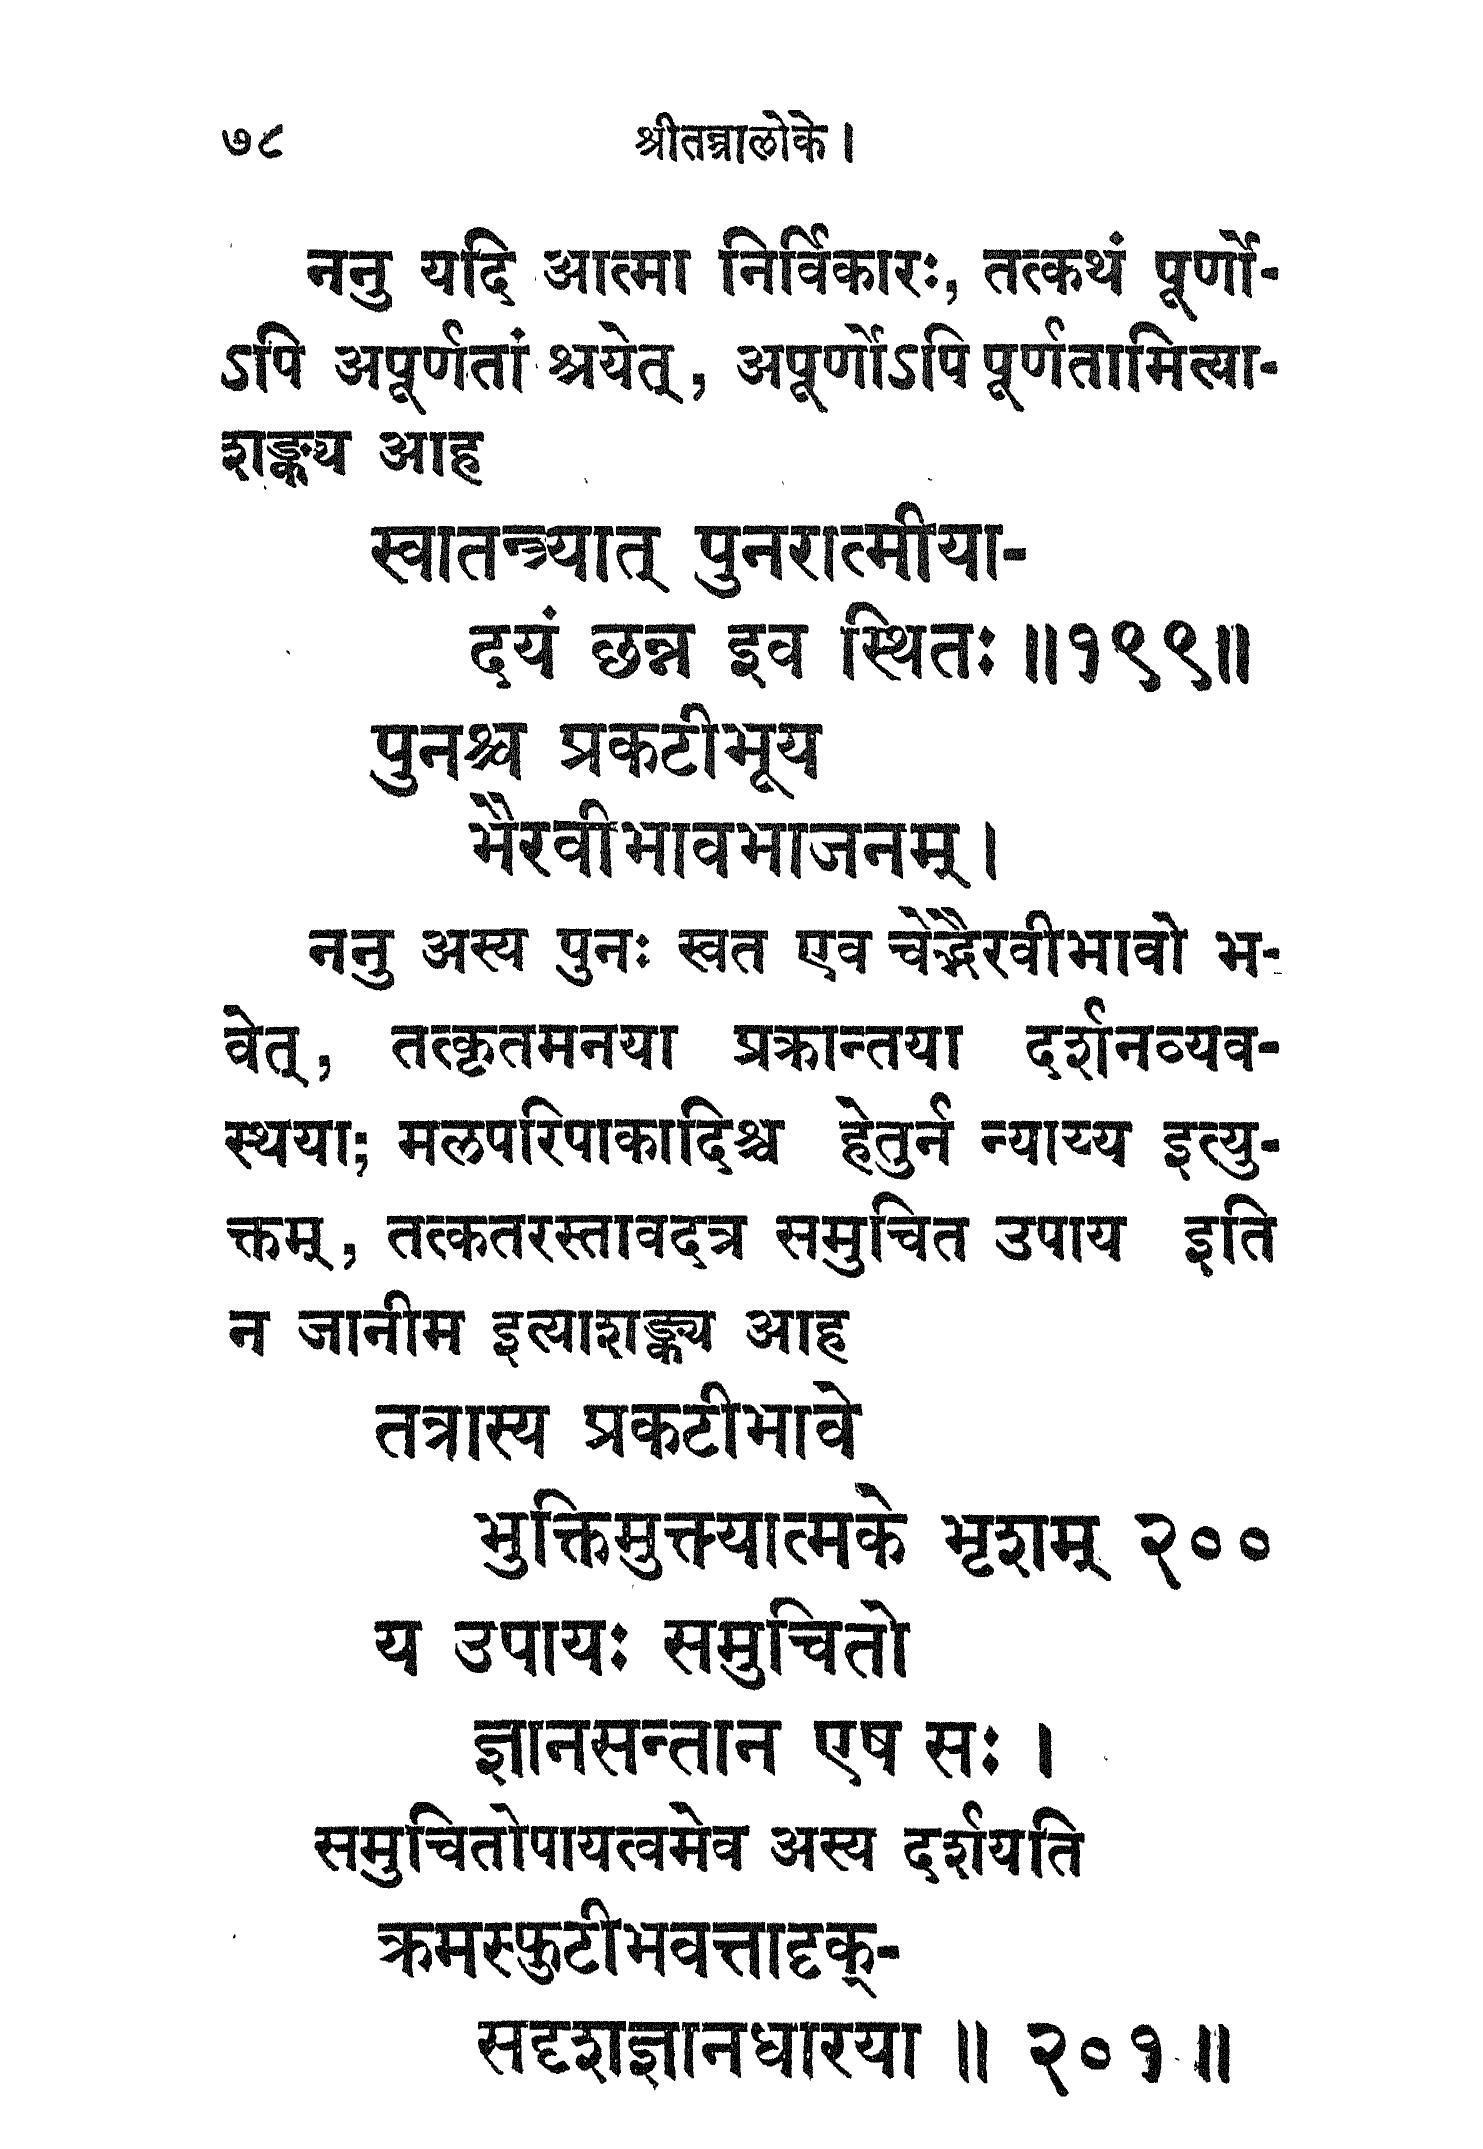 ७८ श्रीतन्त्रालोके ।
ननु यदि आत्मा निर्विकारः, तत्कथं पूर्णो-
ऽपि अपूर्णतां श्रयेत्, अपूर्णोऽपि पूर्णतामित्या-
शङ्क्य आह
स्वातन्त्र्यात् पुनरात्मीया-
दयं छन्न इव स्थितः ॥१९९॥
पुनश्च प्रकटीभूय
भैरवीभावभाजनम् ।
ननु अस्य पुनः स्वत एव चेद्भैरवीभावो भ-
वेत्, तत्कृतमनया प्रक्रान्तया दर्शनव्यव-
स्थया; मलपरिपाकादिश्च हेतुर्न न्याय्य इत्यु-
क्तम्, तत्कतरस्तावदत्र समुचित उपाय इति
न जानीम इत्याशङ्क्य आह
तत्रास्य प्रकटीभावे
भुक्तिमुक्त्यात्मके भृशम् २००
य उपायः समुचितो
ज्ञानसन्तान एष सः ।
समुचितोपायत्वमेव अस्य दर्शयति
क्रमस्फुटीभवत्तादृक्-
सदृशज्ञानधारया ॥ २०१ ॥